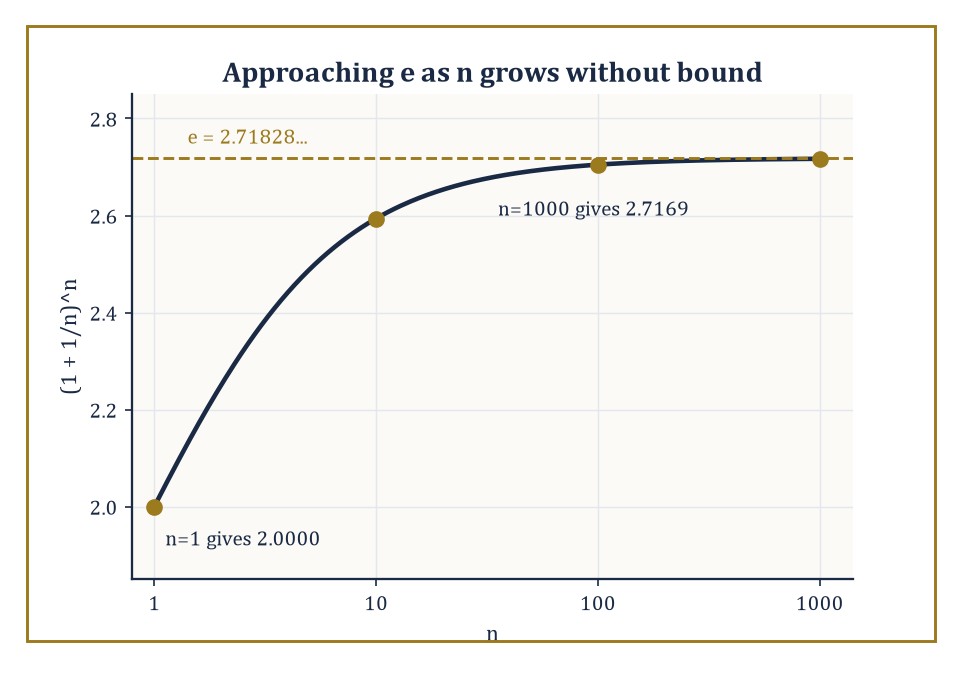 Approaching e as n grows without bound
2.8
e = 2.71828...
2.6
n=1000 gives 2.7169
2.4
(1 + 1/n)^n
2.2
2.0
n=1 gives 2.0000
1 10 100 1000
n